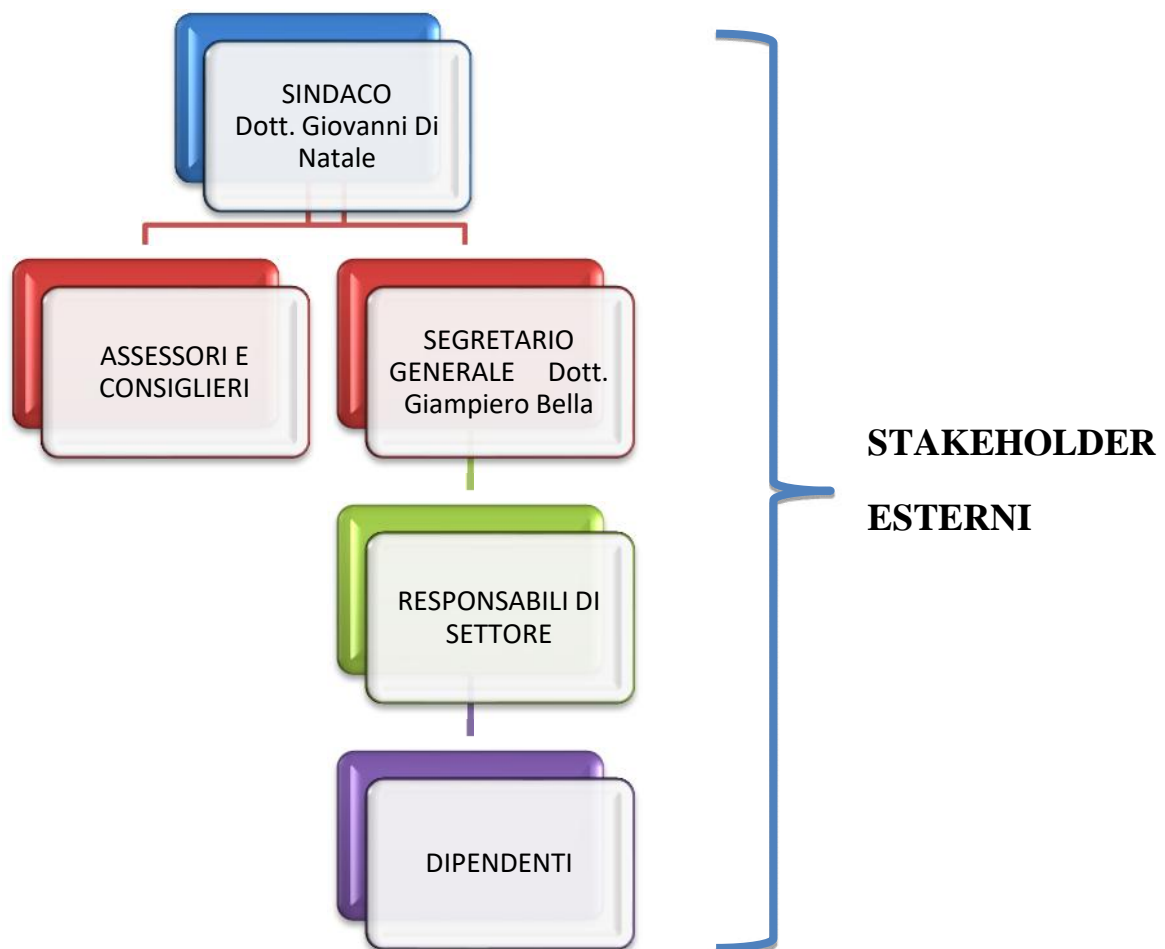 SINDACO
Dott. Giovanni Di
Natale
ASSESSORI E
CONSIGLIERI
SEGRETARIO
GENERALE Dott.
Giampiero Bella
RESPONSABILI DI
SETTORE
DIPENDENTI
STAKEHOLDER
ESTERNI